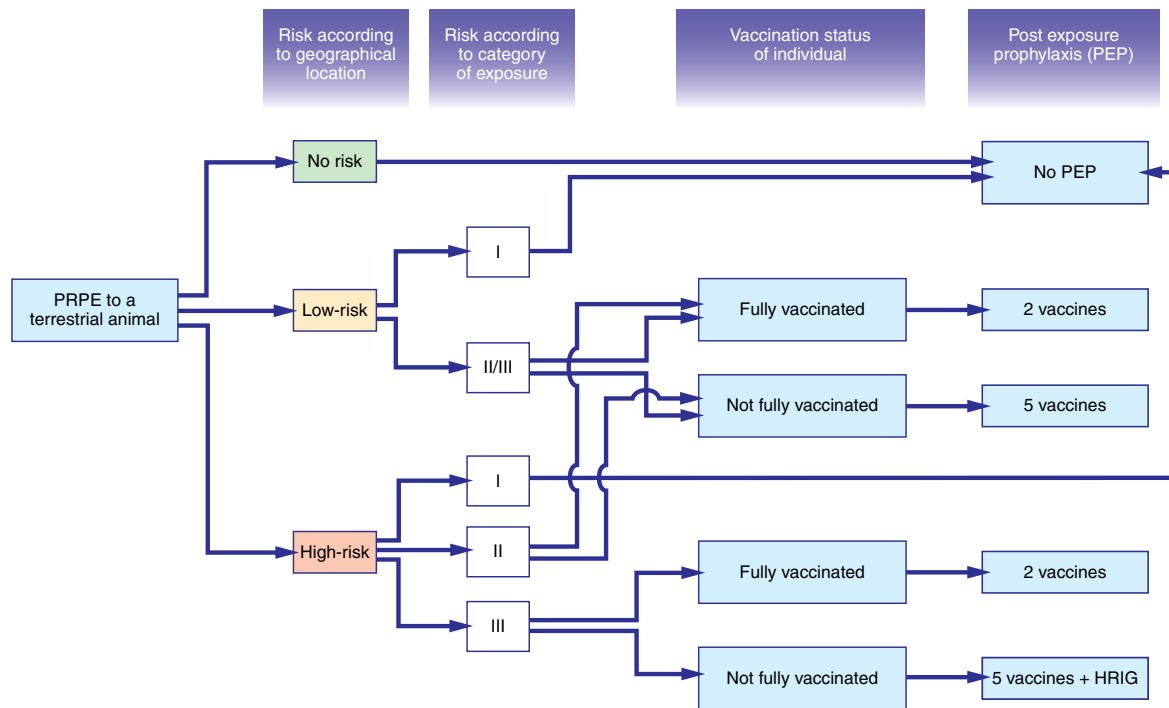 Risk according
to geographical
location
Risk according
to category
of exposure
Vaccination status
of individual
Post exposure
prophylaxis (PEP)
No risk
No PEP
I
PRPE to a
terrestrial animal
Low-risk
Fully vaccinated
2 vaccines
II/III
Not fully vaccinated
5 vaccines
I
High-risk
II
Fully vaccinated
2 vaccines
III
Not fully vaccinated
5 vaccines + HRIG